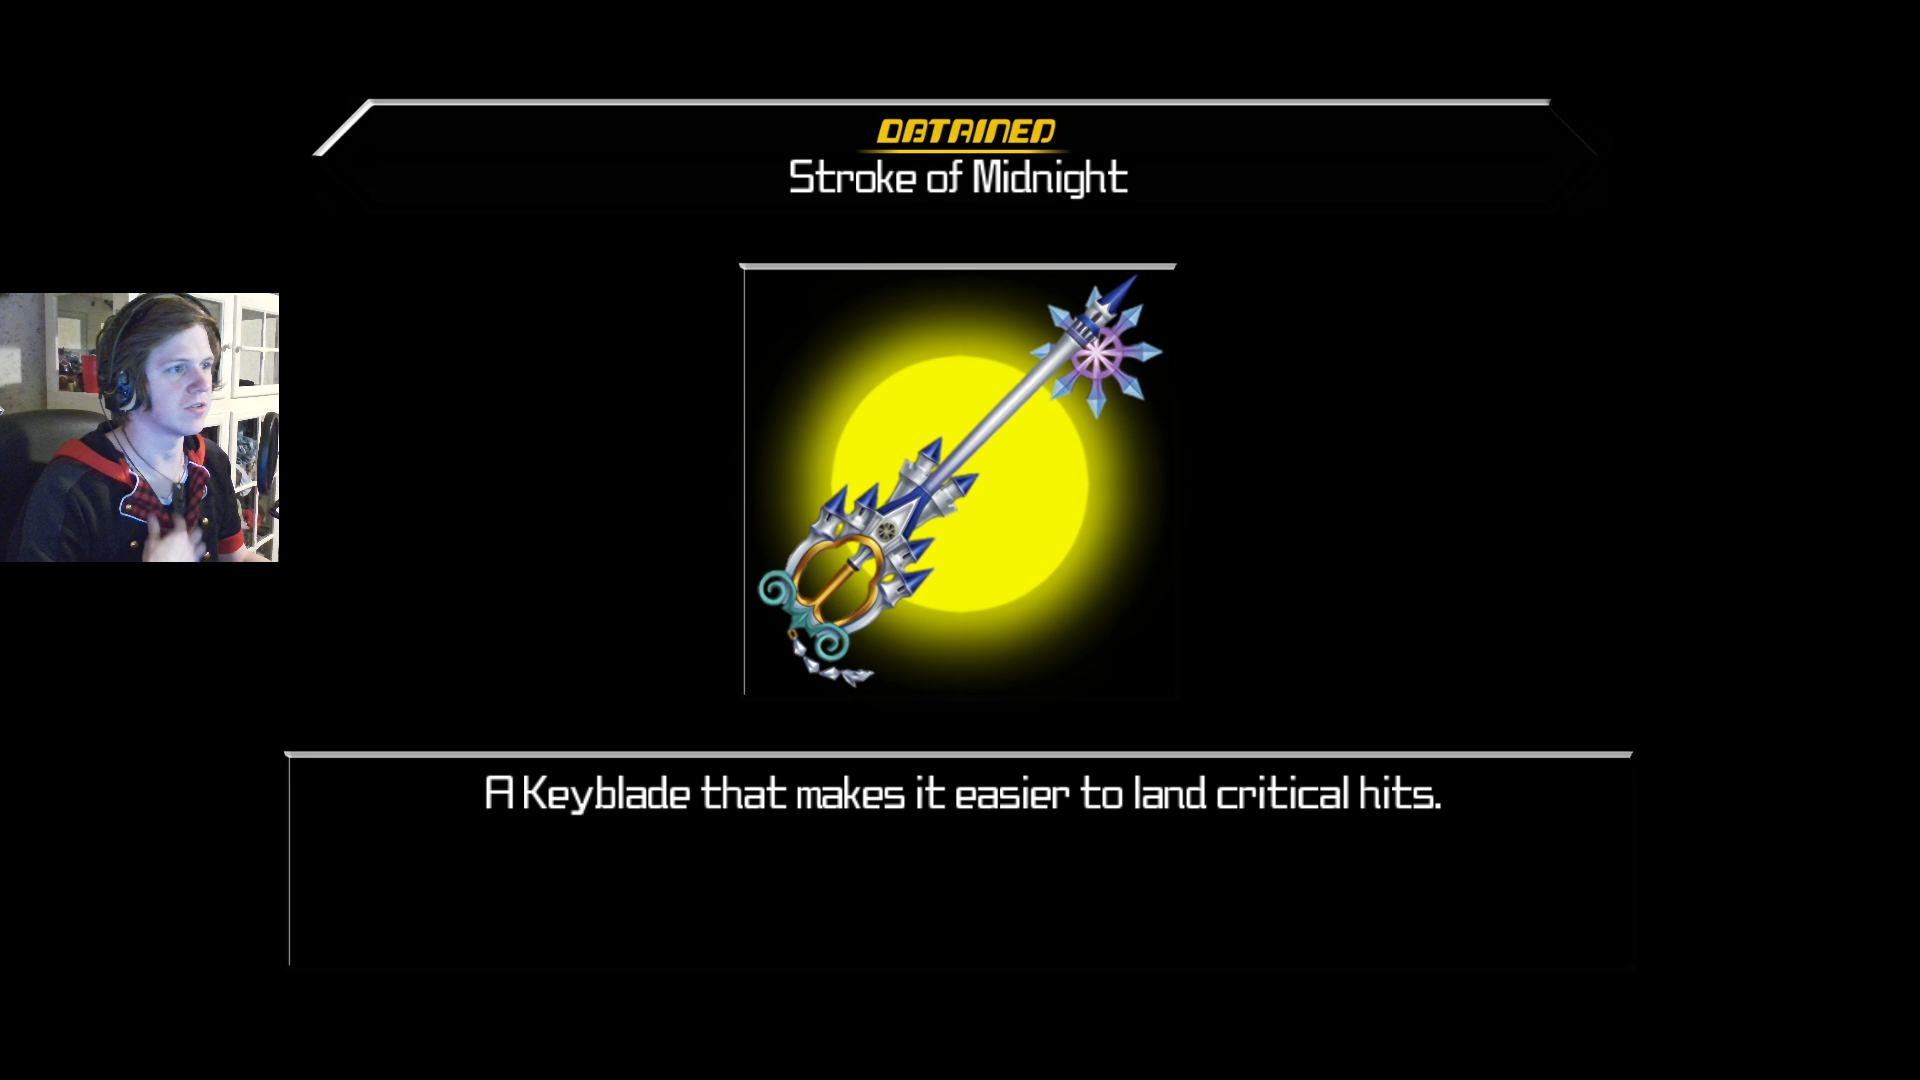 OBTAINED
Stroke of Midnight
A Keyblade that makes it easier to land critical hits.